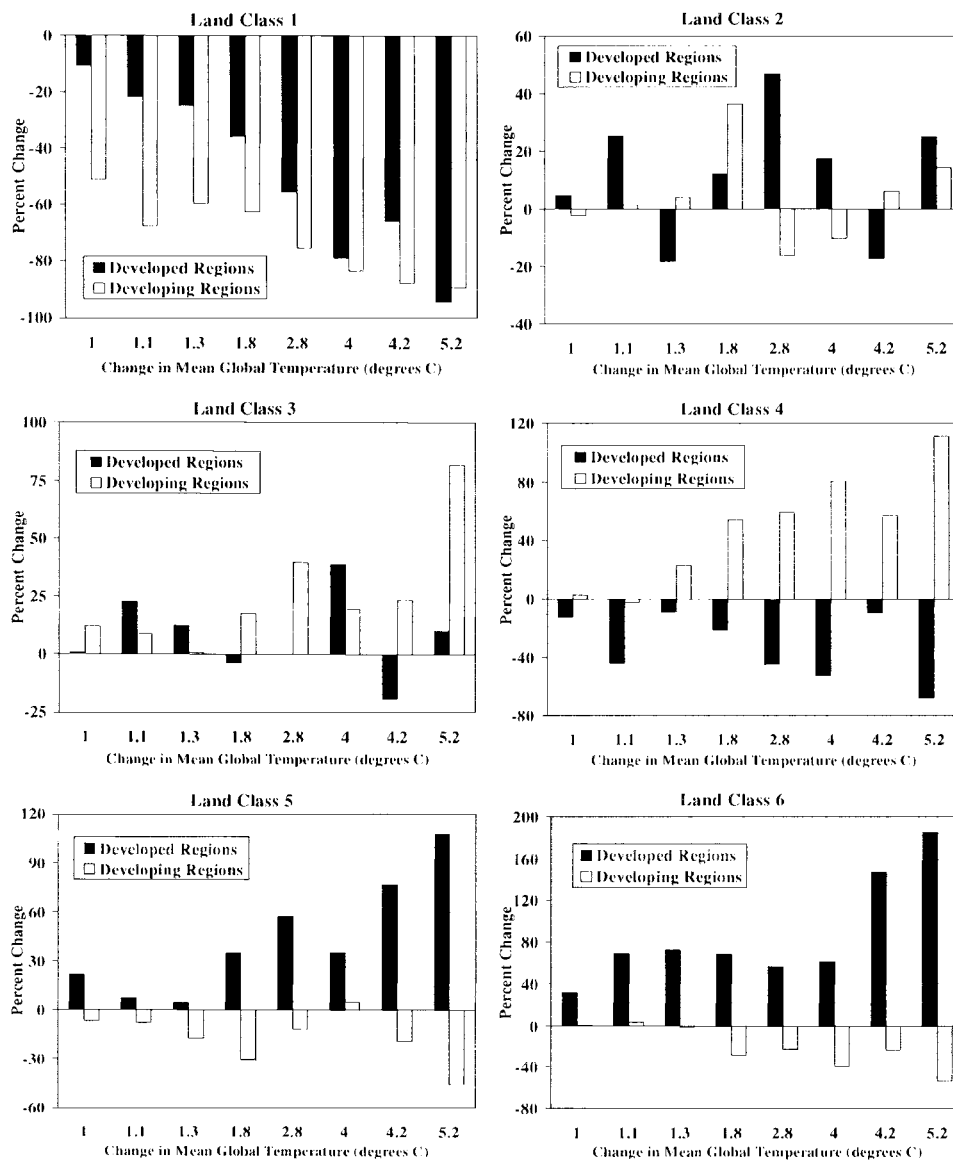 Land Class 1
0
-20
-40
-60
-80
-100
Percent Change
Developed Regions
Developing Regions
1 1.1 1.3 1.8 2.8 4 4.2 5.2
Change in Mean Global Temperature (degrees C)
Land Class 2
60
40
20
0
-20
-40
Percent Change
Developed Regions
Developing Regions
1 1.1 1.3 1.8 2.8 4 4.2 5.2
Change in Mean Global Temperature (degrees C)
Land Class 3
100
75
50
25
0
-25
Percent Change
Developed Regions
Developing Regions
1 1.1 1.3 1.8 2.8 4 4.2 5.2
Change in Mean Global Temperature (degrees C)
Land Class 4
120
80
40
0
-40
-80
Percent Change
Developed Regions
Developing Regions
1 1.1 1.3 1.8 2.8 4 4.2 5.2
Change in Mean Global Temperature (degrees C)
Land Class 5
120
90
60
30
0
-30
-60
Percent Change
Developed Regions
Developing Regions
1 1.1 1.3 1.8 2.8 4 4.2 5.2
Change in Mean Global Temperature (degrees C)
Land Class 6
200
160
120
80
40
0
-40
-80
Percent Change
Developed Regions
Developing Regions
1 1.1 1.3 1.8 2.8 4 4.2 5.2
Change in Mean Global Temperature (degrees C)